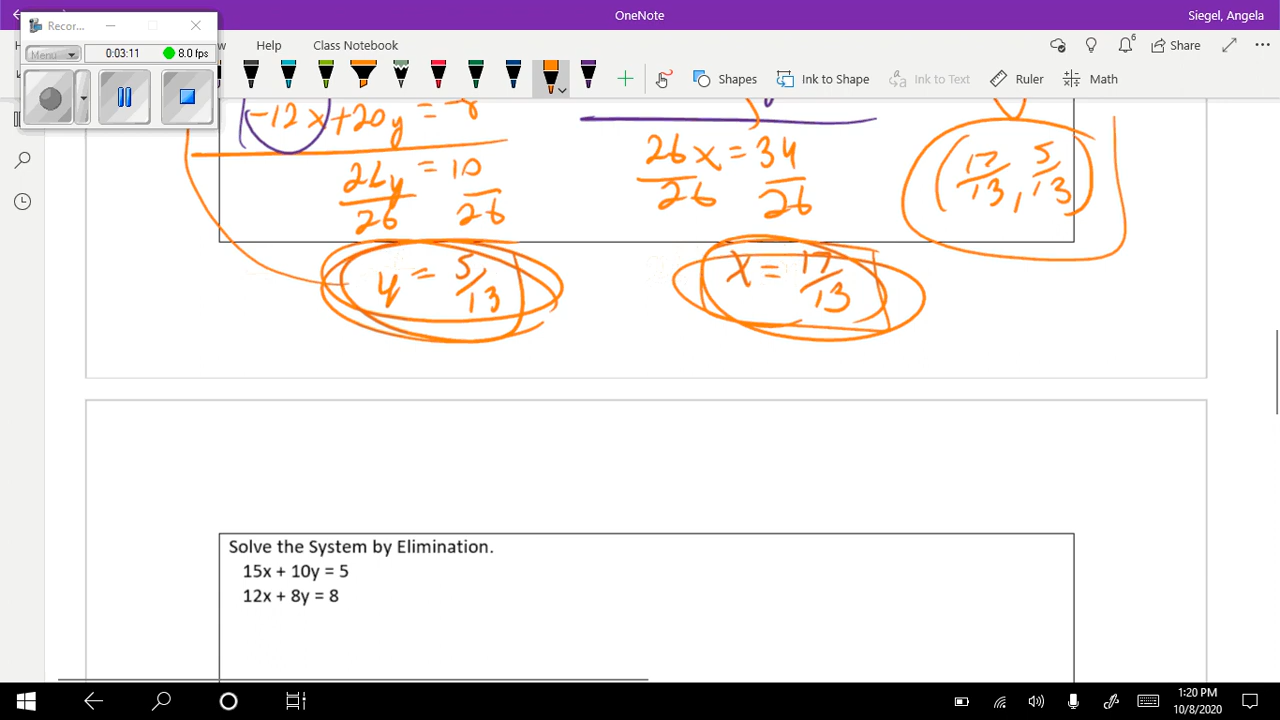 OneNote
Siegel, Angela
Recor...
Menu
0:03:11
8.0 fps
Help
Class Notebook
6
Share
Shapes
Ink to Shape
Ink to Text
Ruler
Math
-12x + 20y =
26y = 10
26 26
26x = 34
26 26
(17/13, 5/13)
y = 5/13
x = 17/13
Solve the System by Elimination.
15x + 10y = 5
12x + 8y = 8
1:20 PM
10/8/2020